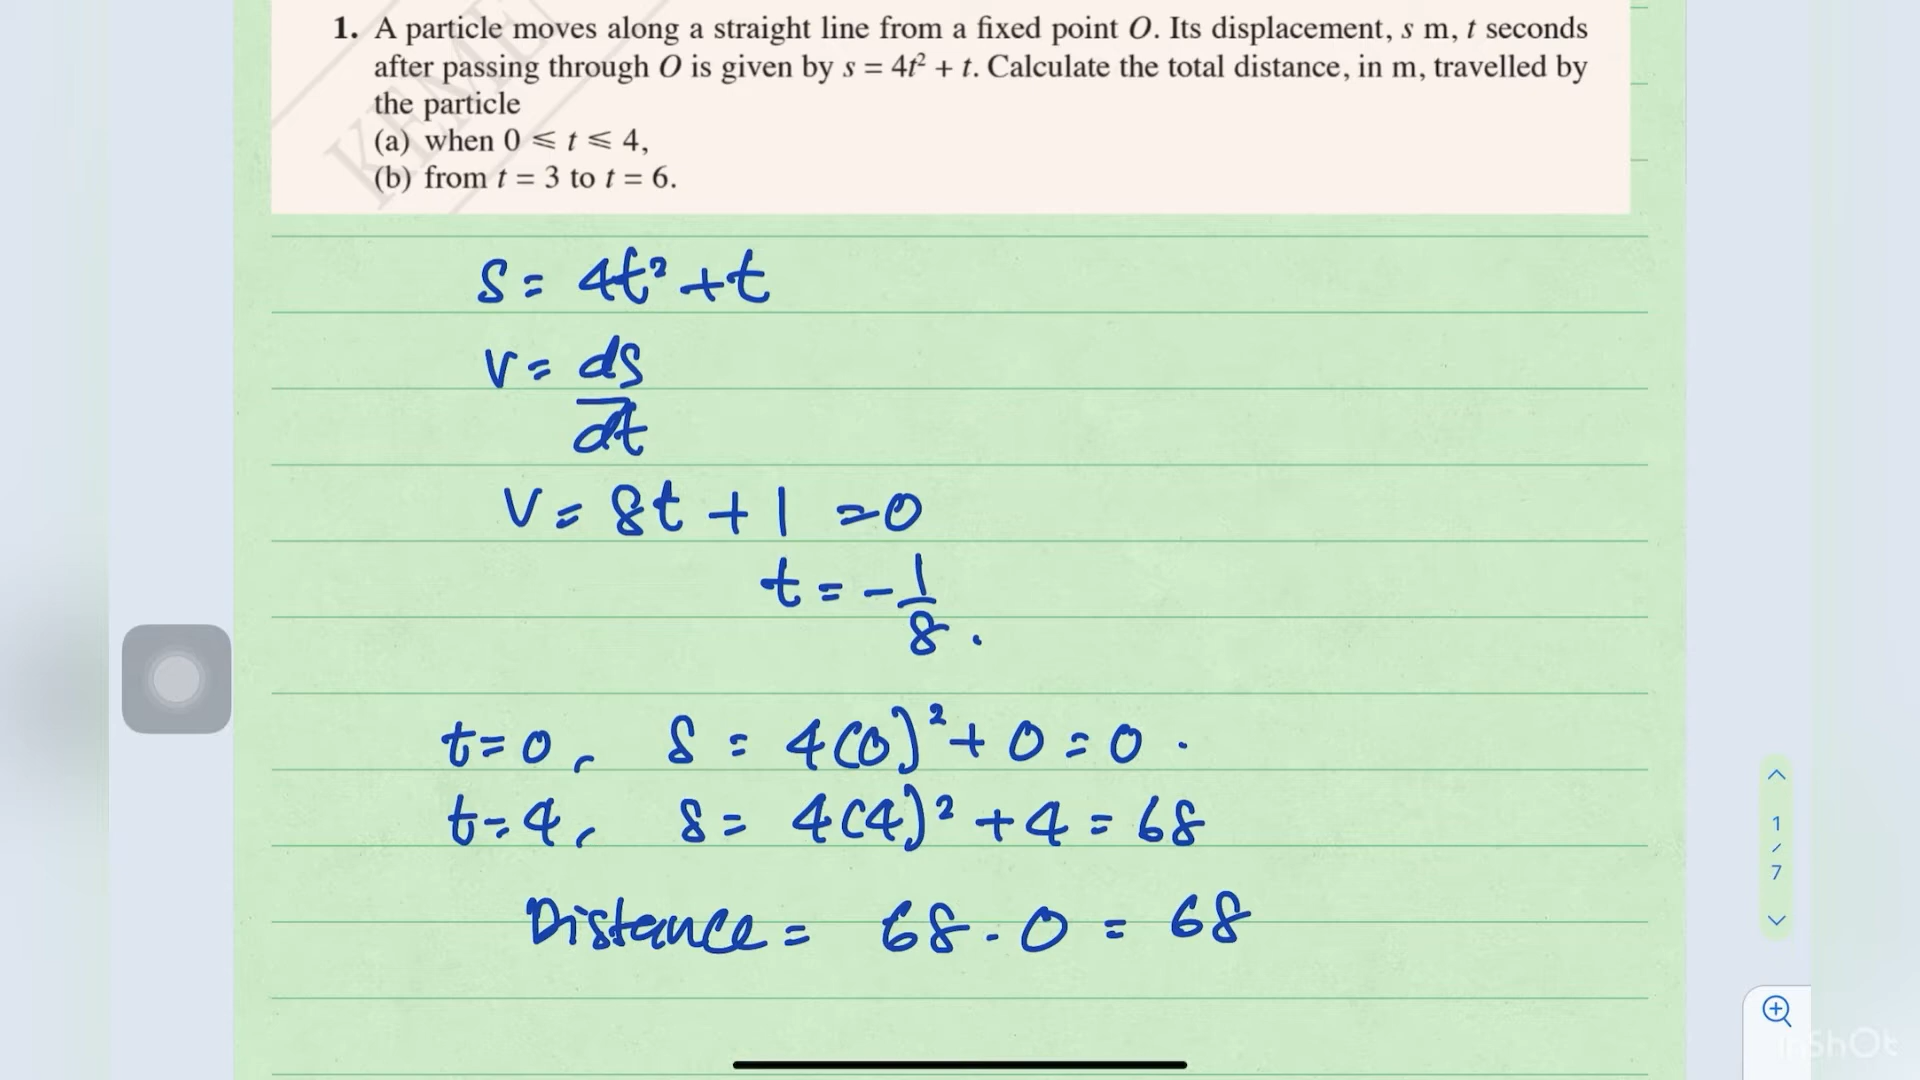 1. A particle moves along a straight line from a fixed point O. Its displacement, s m, t seconds
after passing through O is given by s = 4t² + t. Calculate the total distance, in m, travelled by
the particle
(a) when 0 ⩽ t ⩽ 4,
(b) from t = 3 to t = 6.
s = 4t² + t
v = ds/dt
v = 8t + 1 = 0
t = -1/8.
t=0, s = 4(0)² + 0 = 0.
t=4, s = 4(4)² + 4 = 68
Distance = 68 - 0 = 68
1
/
7
InShOt